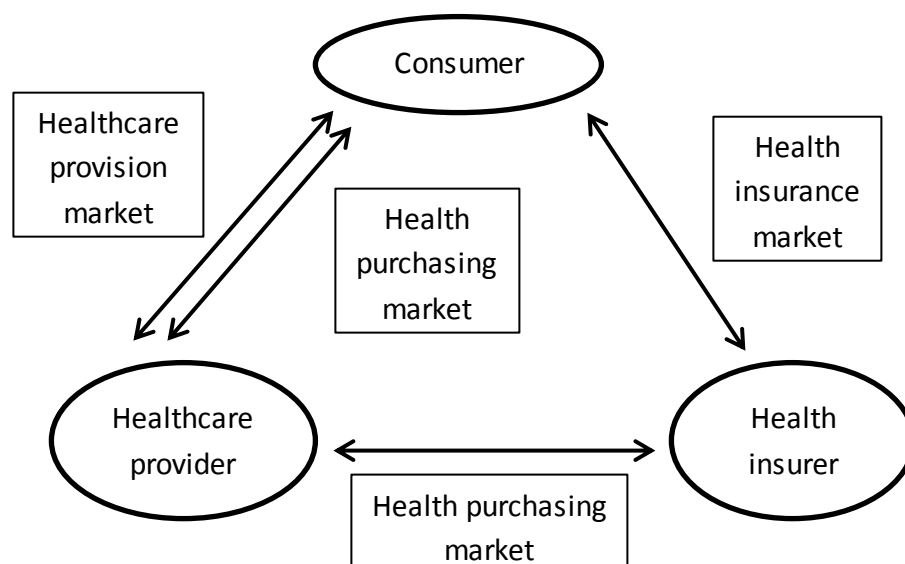 Consumer
Healthcare
provision
market
Health
purchasing
market
Health
insurance
market
Healthcare
provider
Health
insurer
Health purchasing
market